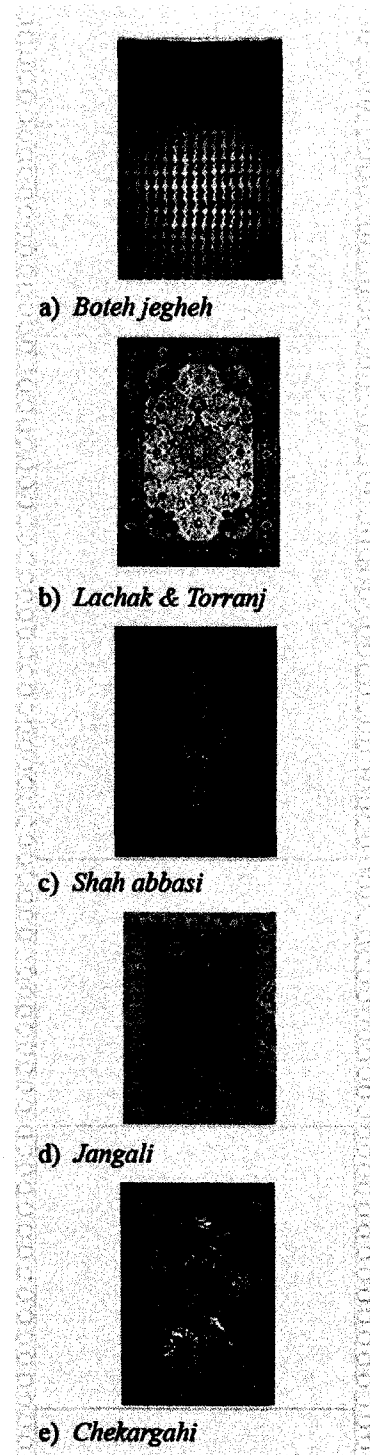 a) Boteh jegheh
b) Lachak & Torranj
c) Shah abbasi
d) Jangali
e) Chekargahi